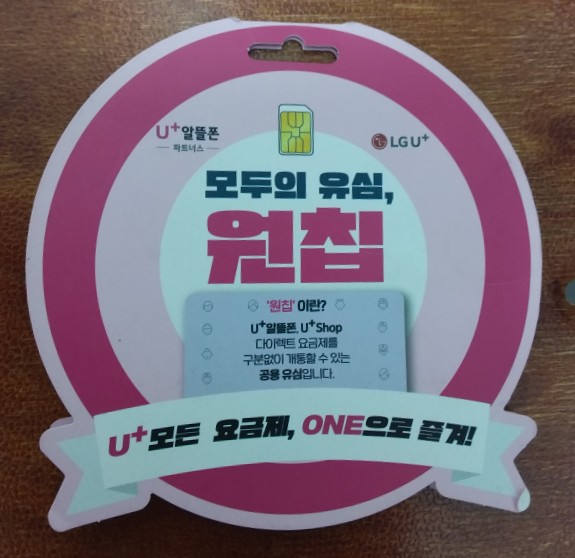 U+알뜰폰
파트너스
LG U+
모두의 유심,
원칩
'원칩'이란?
U+알뜰폰, U+Shop
다이렉트 요금제를
구분없이 개통할 수 있는
공용 유심입니다.
U+모든 요금제, ONE으로 즐겨!